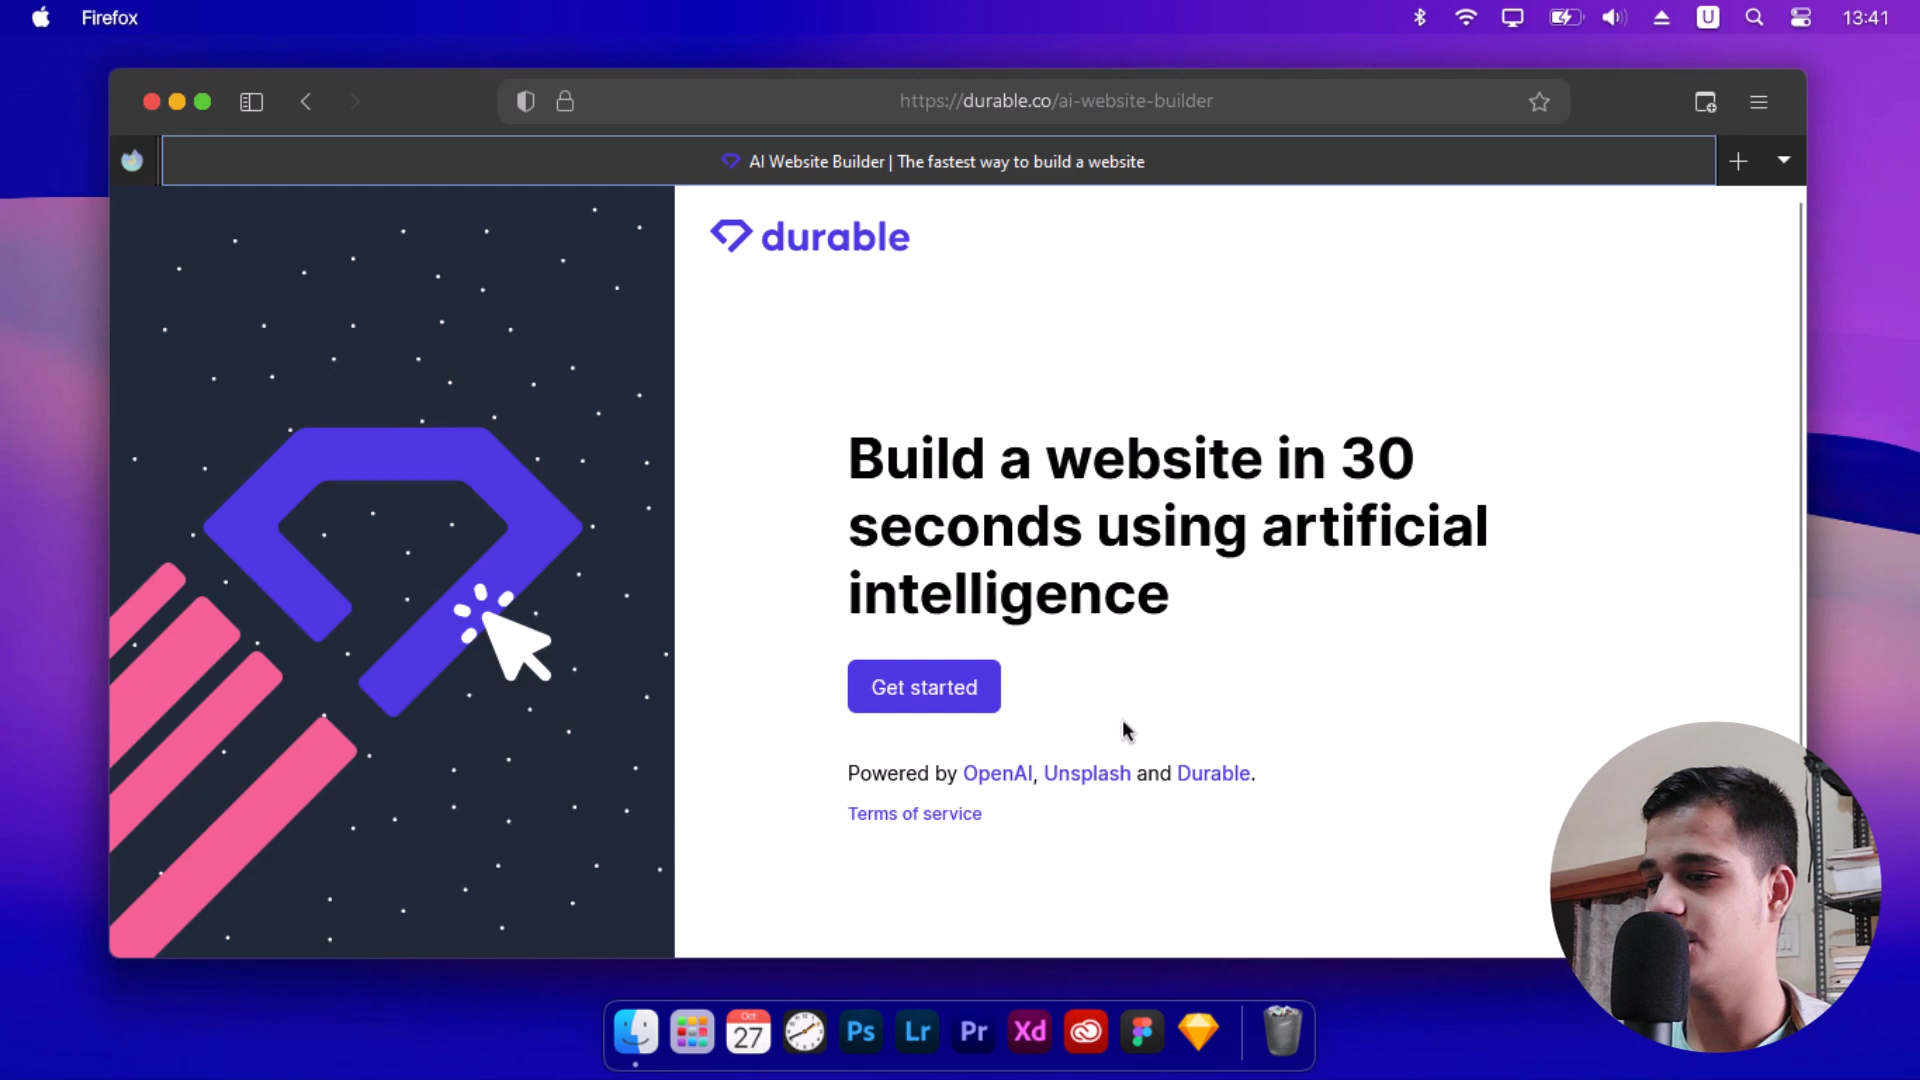 Firefox
U
13:41
https://durable.co/ai-website-builder
AI Website Builder | The fastest way to build a website
durable
Build a website in 30
seconds using artificial
intelligence
Get started
Powered by OpenAI, Unsplash and Durable.
Terms of service
Oct
27
Ps
Lr
Pr
Xd